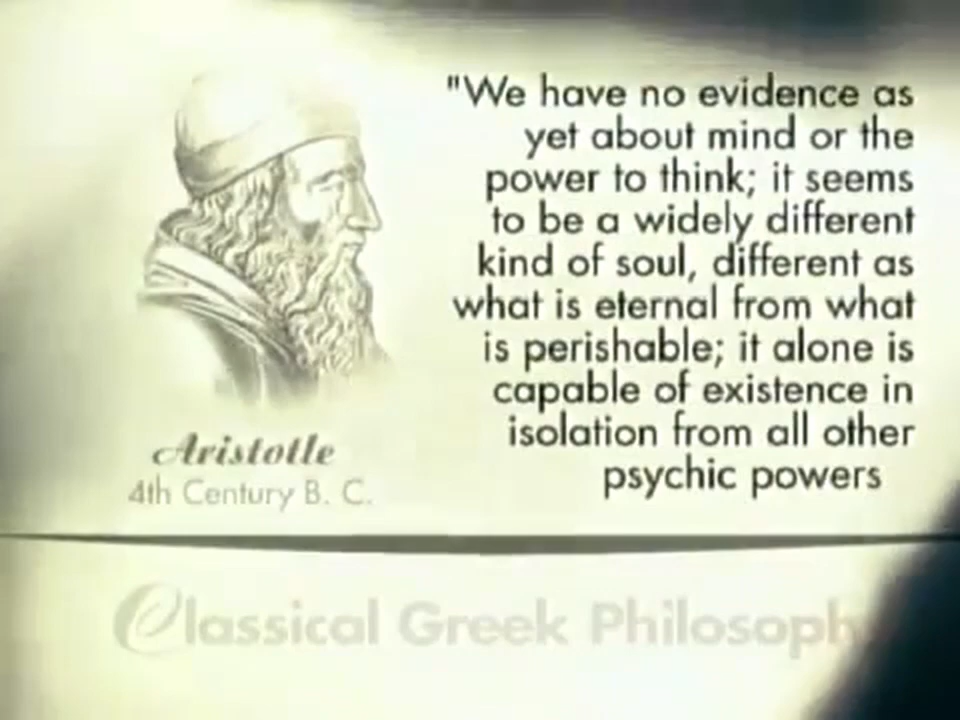 "We have no evidence as
yet about mind or the
power to think; it seems
to be a widely different
kind of soul, different as
what is eternal from what
is perishable; it alone is
capable of existence in
isolation from all other
psychic powers
Aristotle
4th Century B. C.
Classical Greek Philosophy